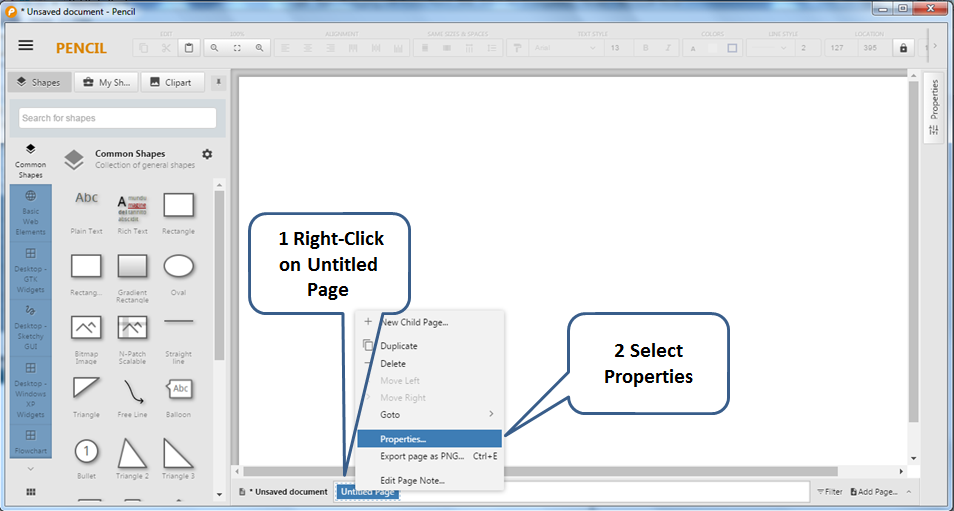 * Unsaved document - Pencil
PENCIL
EDIT
ZOOM
ALIGNMENT
SAME SIZES & SPACES
TEXT STYLE
COLORS
LINE STYLE
LOCATION
Arial
13
B
I
A
2
127
395
Shapes
My Sh...
Clipart
Search for shapes
Common
Shapes
Common Shapes
Collection of general shapes
Basic
Web
Elements
Desktop -
GTK
Widgets
Desktop -
Sketchy
GUI
Desktop -
Windows
XP
Widgets
Flowchart
Abc
Plain Text
Rich Text
Rectangle
Rectang...
Gradient
Rectangle
Oval
Bitmap
Image
N-Patch
Scalable
Straight
line
Triangle
Free Line
Abc
Balloon
1
Bullet
Triangle 2
Triangle 3
1 Right-Click
on Untitled
Page
New Child Page...
Duplicate
Delete
Move Left
Move Right
Goto
Properties...
Export page as PNG... Ctrl+E
Edit Page Note...
2 Select
Properties
Properties
* Unsaved document
Untitled Page
Filter
Add Page...